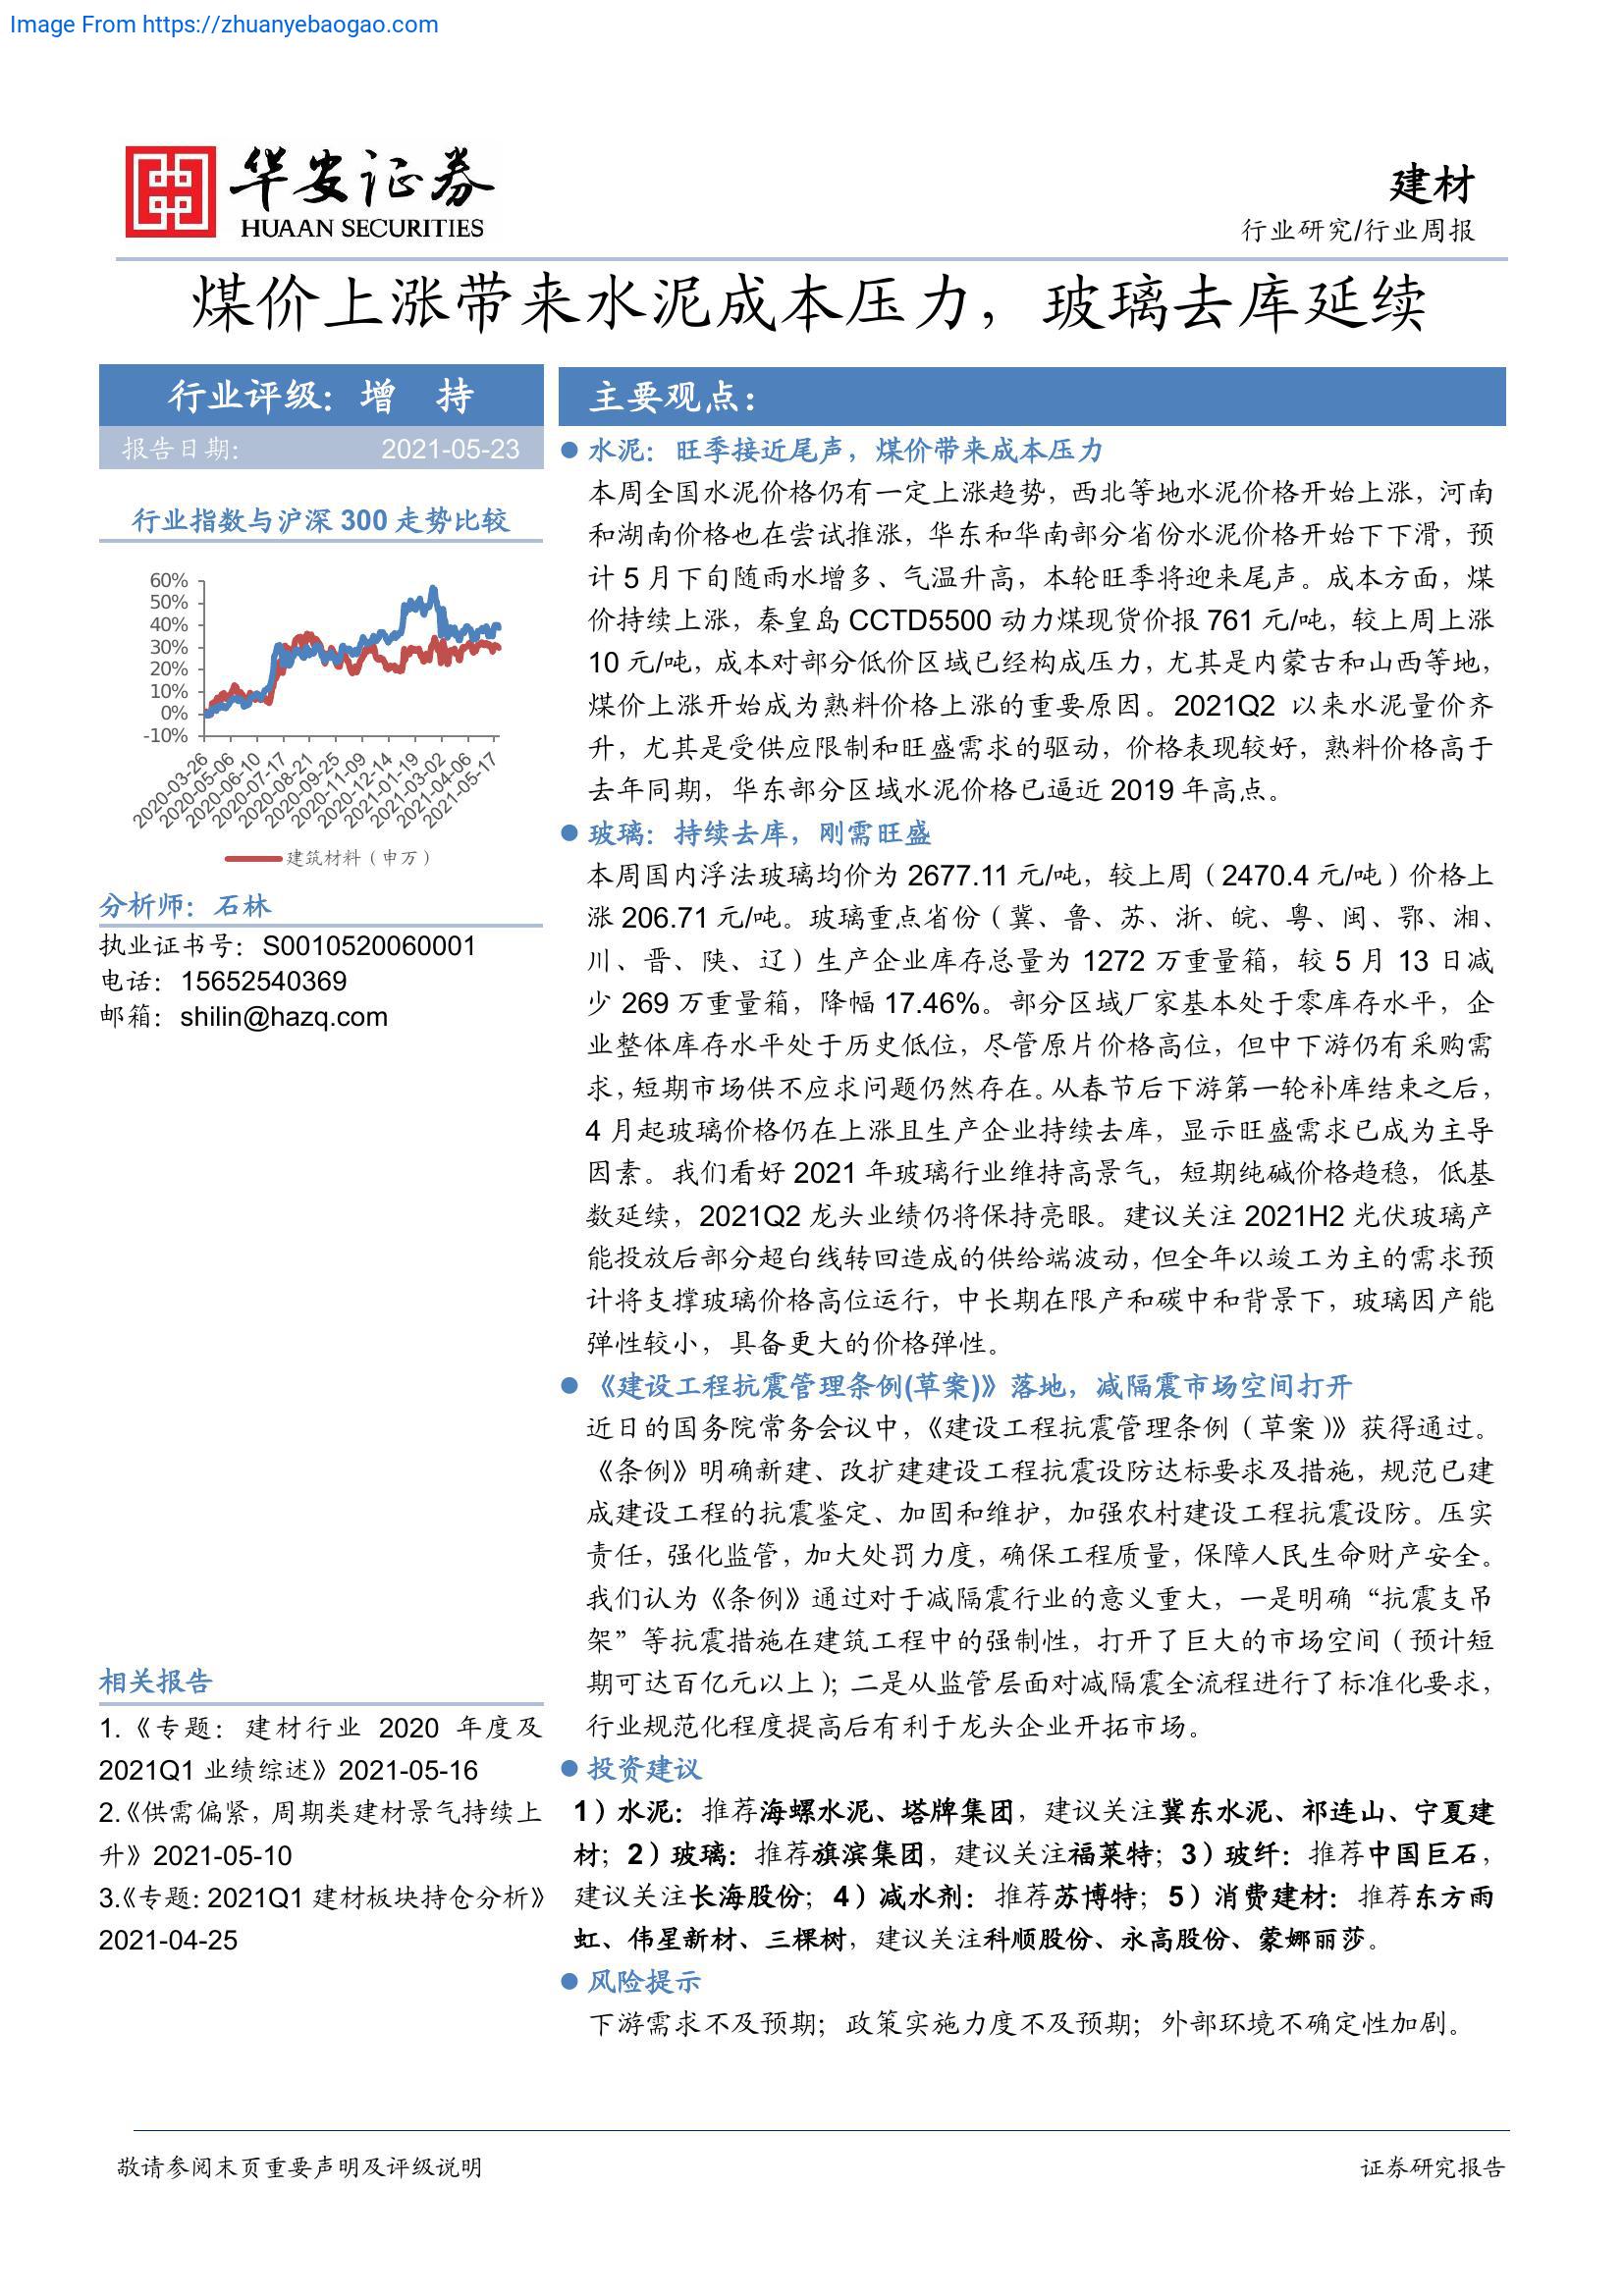 Image From https://zhuanyebaogao.com
华安证券
HUAAN SECURITIES
建材
行业研究/行业周报
煤价上涨带来水泥成本压力，玻璃去库延续
行业评级：增 持
报告日期： 2021-05-23
行业指数与沪深 300 走势比较
60%
50%
40%
30%
20%
10%
0%
-10%
2020-03-26
2020-05-06
2020-06-10
2020-07-17
2020-08-21
2020-09-25
2020-11-09
2020-12-14
2021-01-19
2021-03-02
2021-04-06
2021-05-17
建筑材料（申万）
分析师：石林
执业证书号：S0010520060001
电话：15652540369
邮箱：shilin@hazq.com
相关报告
1.《专题：建材行业 2020 年度及
2021Q1 业绩综述》2021-05-16
2.《供需偏紧，周期类建材景气持续上
升》2021-05-10
3.《专题：2021Q1 建材板块持仓分析》
2021-04-25
主要观点：
● 水泥：旺季接近尾声，煤价带来成本压力
本周全国水泥价格仍有一定上涨趋势，西北等地水泥价格开始上涨，河南
和湖南价格也在尝试推涨，华东和华南部分省份水泥价格开始下下滑，预
计 5 月下旬随雨水增多、气温升高，本轮旺季将迎来尾声。成本方面，煤
价持续上涨，秦皇岛 CCTD5500 动力煤现货价报 761 元/吨，较上周上涨
10 元/吨，成本对部分低价区域已经构成压力，尤其是内蒙古和山西等地，
煤价上涨开始成为熟料价格上涨的重要原因。2021Q2 以来水泥量价齐
升，尤其是受供应限制和旺盛需求的驱动，价格表现较好，熟料价格高于
去年同期，华东部分区域水泥价格已逼近 2019 年高点。
● 玻璃：持续去库，刚需旺盛
本周国内浮法玻璃均价为 2677.11 元/吨，较上周（2470.4 元/吨）价格上
涨 206.71 元/吨。玻璃重点省份（冀、鲁、苏、浙、皖、粤、闽、鄂、湘、
川、晋、陕、辽）生产企业库存总量为 1272 万重量箱，较 5 月 13 日减
少 269 万重量箱，降幅 17.46%。部分区域厂家基本处于零库存水平，企
业整体库存水平处于历史低位，尽管原片价格高位，但中下游仍有采购需
求，短期市场供不应求问题仍然存在。从春节后下游第一轮补库结束之后，
4 月起玻璃价格仍在上涨且生产企业持续去库，显示旺盛需求已成为主导
因素。我们看好 2021 年玻璃行业维持高景气，短期纯碱价格趋稳，低基
数延续，2021Q2 龙头业绩仍将保持亮眼。建议关注 2021H2 光伏玻璃产
能投放后部分超白线转回造成的供给端波动，但全年以竣工为主的需求预
计将支撑玻璃价格高位运行，中长期在限产和碳中和背景下，玻璃因产能
弹性较小，具备更大的价格弹性。
● 《建设工程抗震管理条例(草案)》落地，减隔震市场空间打开
近日的国务院常务会议中，《建设工程抗震管理条例（草案）》获得通过。
《条例》明确新建、改扩建建设工程抗震设防达标要求及措施，规范已建
成建设工程的抗震鉴定、加固和维护，加强农村建设工程抗震设防。压实
责任，强化监管，加大处罚力度，确保工程质量，保障人民生命财产安全。
我们认为《条例》通过对于减隔震行业的意义重大，一是明确“抗震支吊
架”等抗震措施在建筑工程中的强制性，打开了巨大的市场空间（预计短
期可达百亿元以上）；二是从监管层面对减隔震全流程进行了标准化要求，
行业规范化程度提高后有利于龙头企业开拓市场。
● 投资建议
1）水泥：推荐海螺水泥、塔牌集团，建议关注冀东水泥、祁连山、宁夏建
材；2）玻璃：推荐旗滨集团，建议关注福莱特；3）玻纤：推荐中国巨石，
建议关注长海股份；4）减水剂：推荐苏博特；5）消费建材：推荐东方雨
虹、伟星新材、三棵树，建议关注科顺股份、永高股份、蒙娜丽莎。
● 风险提示
下游需求不及预期；政策实施力度不及预期；外部环境不确定性加剧。
敬请参阅末页重要声明及评级说明
证券研究报告